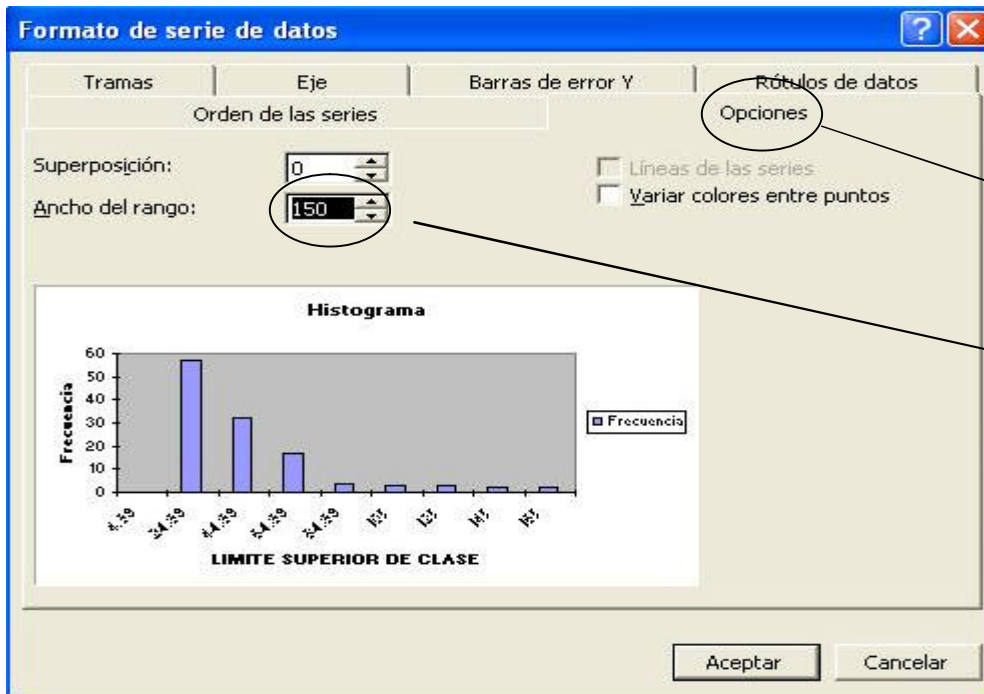 Formato de serie de datos
Tramas Eje Barras de error Y Rótulos de datos
Orden de las series Opciones
Superposición: 0 Líneas de las series
Ancho del rango: 150 Variar colores entre puntos
Histograma
60
50
40
30
20
10
0
Frecuencia
Frecuencia
LIMITE SUPERIOR DE CLASE
Aceptar Cancelar